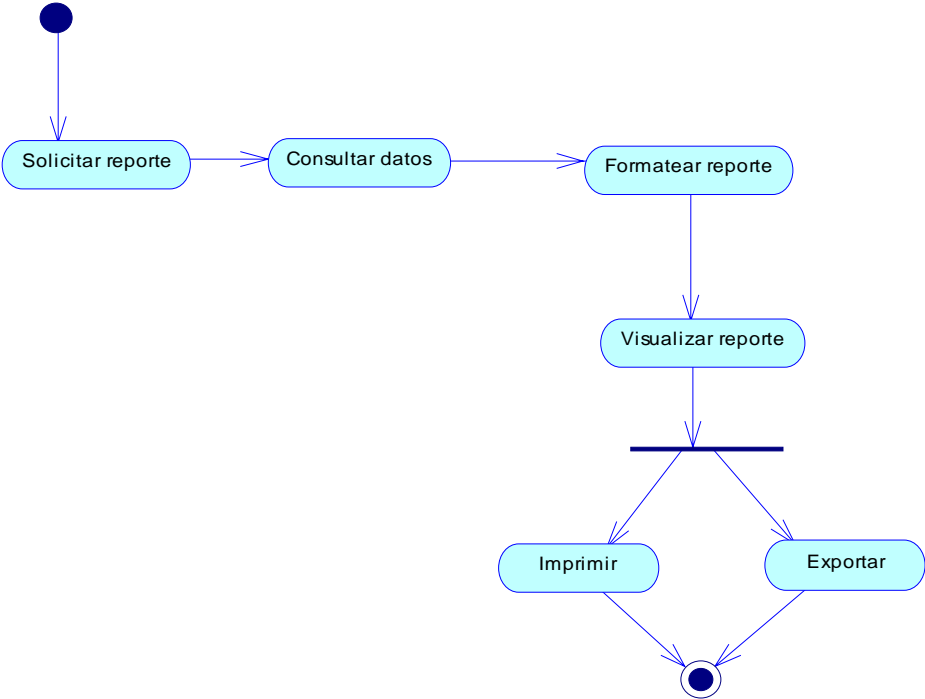 Solicitar reporte
Consultar datos
Formatear reporte
Visualizar reporte
Imprimir
Exportar